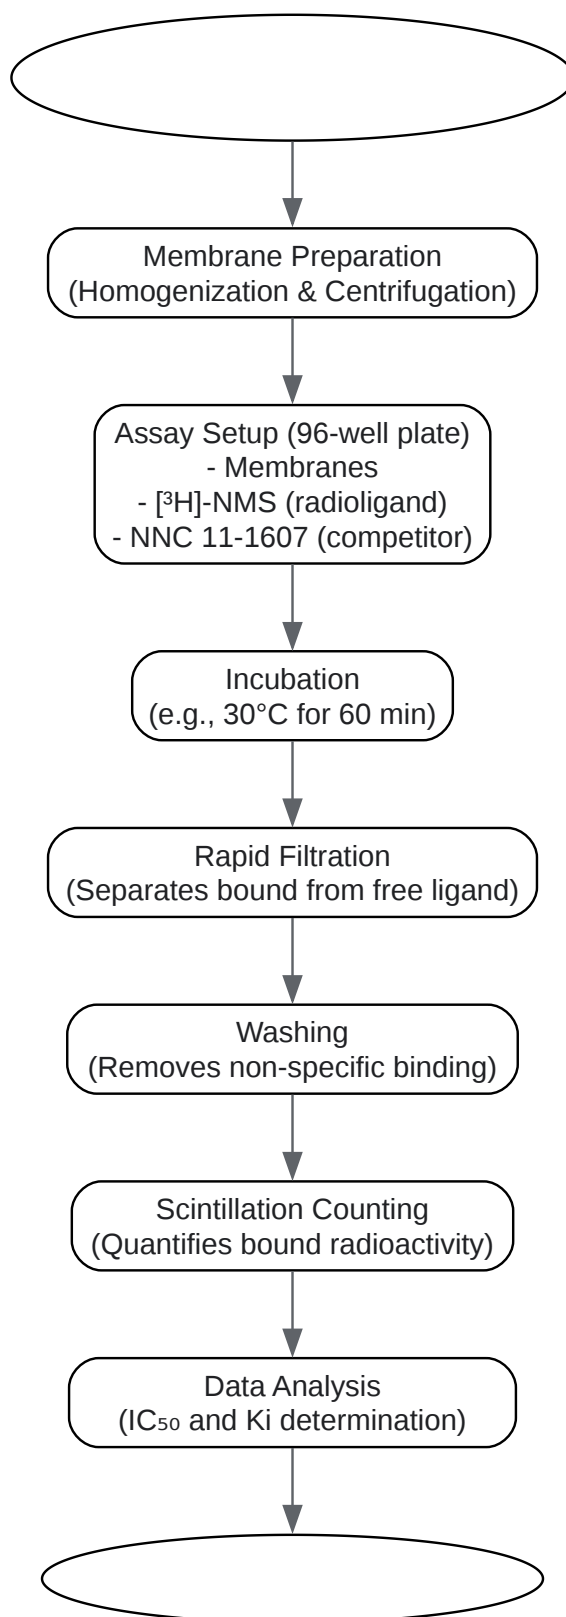 Membrane Preparation
(Homogenization & Centrifugation)
Assay Setup (96-well plate)
- Membranes
- [³H]-NMS (radioligand)
- NNC 11-1607 (competitor)
Incubation
(e.g., 30°C for 60 min)
Rapid Filtration
(Separates bound from free ligand)
Washing
(Removes non-specific binding)
Scintillation Counting
(Quantifies bound radioactivity)
Data Analysis
(IC₅₀ and Ki determination)